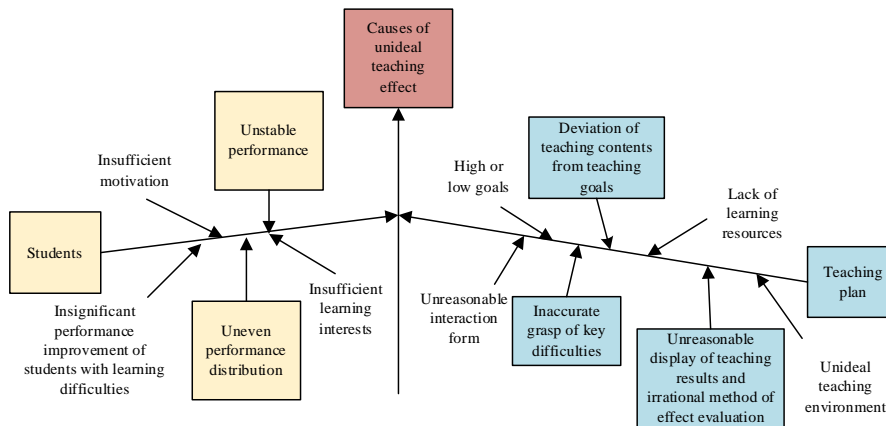 Causes of
unideal
teaching
effect
Unstable
performance
Insufficient
motivation
Students
Insignificant
performance
improvement of
students with learning
difficulties
Uneven
performance
distribution
Insufficient
learning
interests
High or
low goals
Deviation of
teaching contents
from teaching
goals
Lack of
learning
resources
Teaching
plan
Unreasonable
interaction
form
Inaccurate
grasp of key
difficulties
Unreasonable
display of teaching
results and
irrational method of
effect evaluation
Unideal
teaching
environment